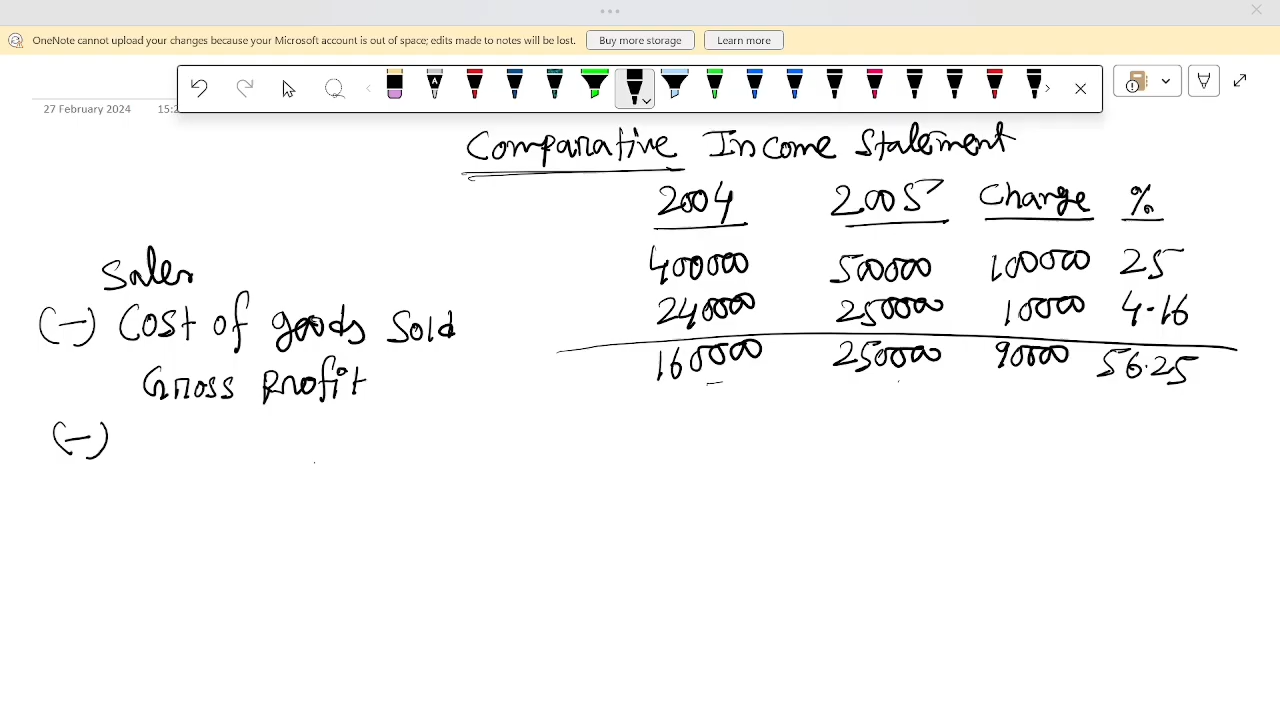 OneNote cannot upload your changes because your Microsoft account is out of space; edits made to notes will be lost. Buy more storage Learn more
27 February 2024 15:2
Comparative Income Statement
2004 2005 Change %
Sales 400000 500000 100000 25
(-) Cost of goods sold 240000 250000 10000 4.16
Gross Profit 160000 250000 90000 56.25
(-)